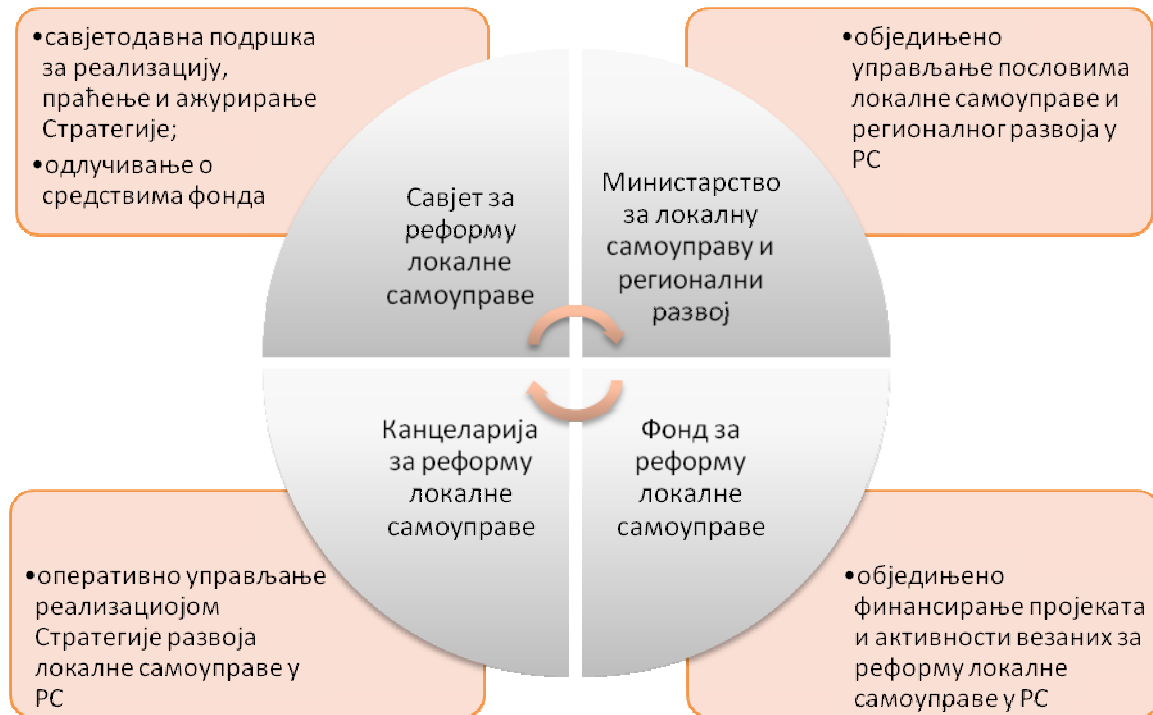 •савјетодавна подршка
за реализацију,
праћење и ажурирање
Стратегије;
•одлучивање о
средствима фонда
•обједињено
управљање пословима
локалне самоуправе и
регионалног развоја у
РС
Савјет за
реформу
локалне
самоуправе
Министарство
за локалну
самоуправу и
регионални
развој
Канцеларија
за реформу
локалне
самоуправе
Фонд за
реформу
локалне
самоуправе
•оперативно управљање
реализациојом
Стратегије развоја
локалне самоуправе у
РС
•обједињено
финансирање пројеката
и активности везаних за
реформу локалне
самоуправе у РС